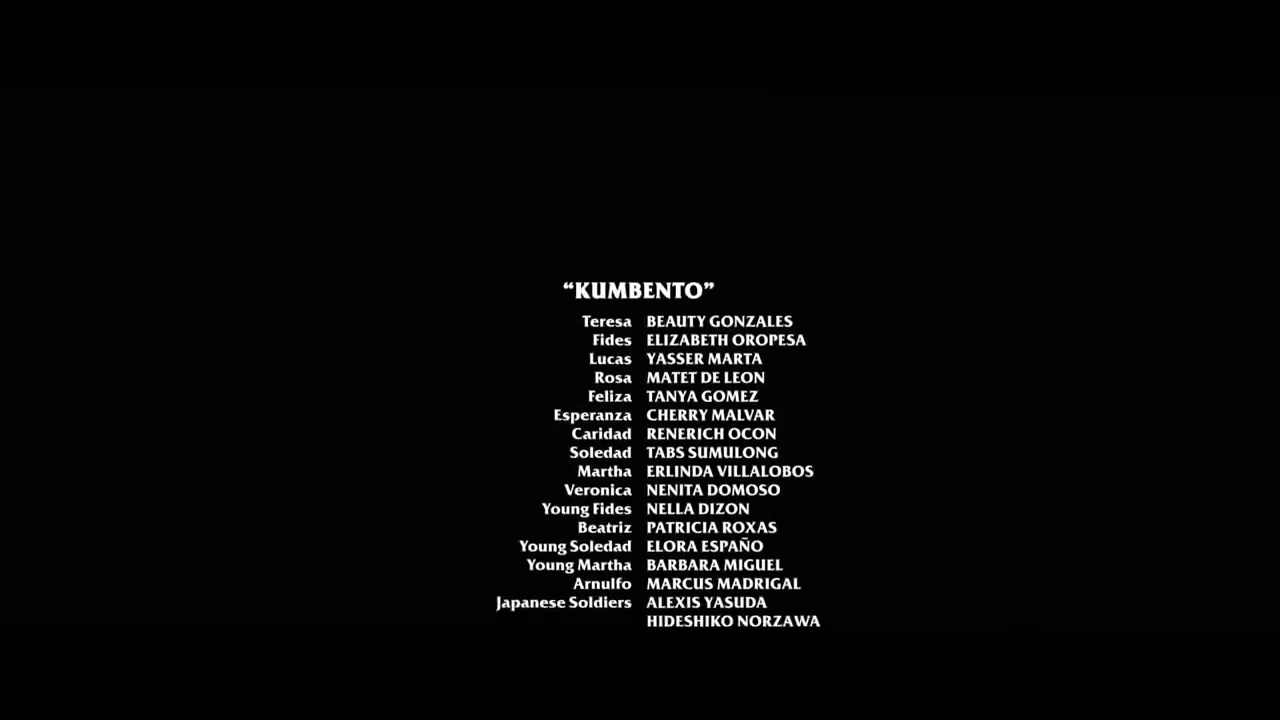 “KUMBENTO”
Teresa BEAUTY GONZALES
Fides ELIZABETH OROPESA
Lucas YASSER MARTA
Rosa MATET DE LEON
Feliza TANYA GOMEZ
Esperanza CHERRY MALVAR
Caridad RENERICH OCON
Soledad TABS SUMULONG
Martha ERLINDA VILLALOBOS
Veronica NENITA DOMOSO
Young Fides NELLA DIZON
Beatriz PATRICIA ROXAS
Young Soledad ELORA ESPAÑO
Young Martha BARBARA MIGUEL
Arnulfo MARCUS MADRIGAL
Japanese Soldiers ALEXIS YASUDA
HIDESHIKO NORZAWA